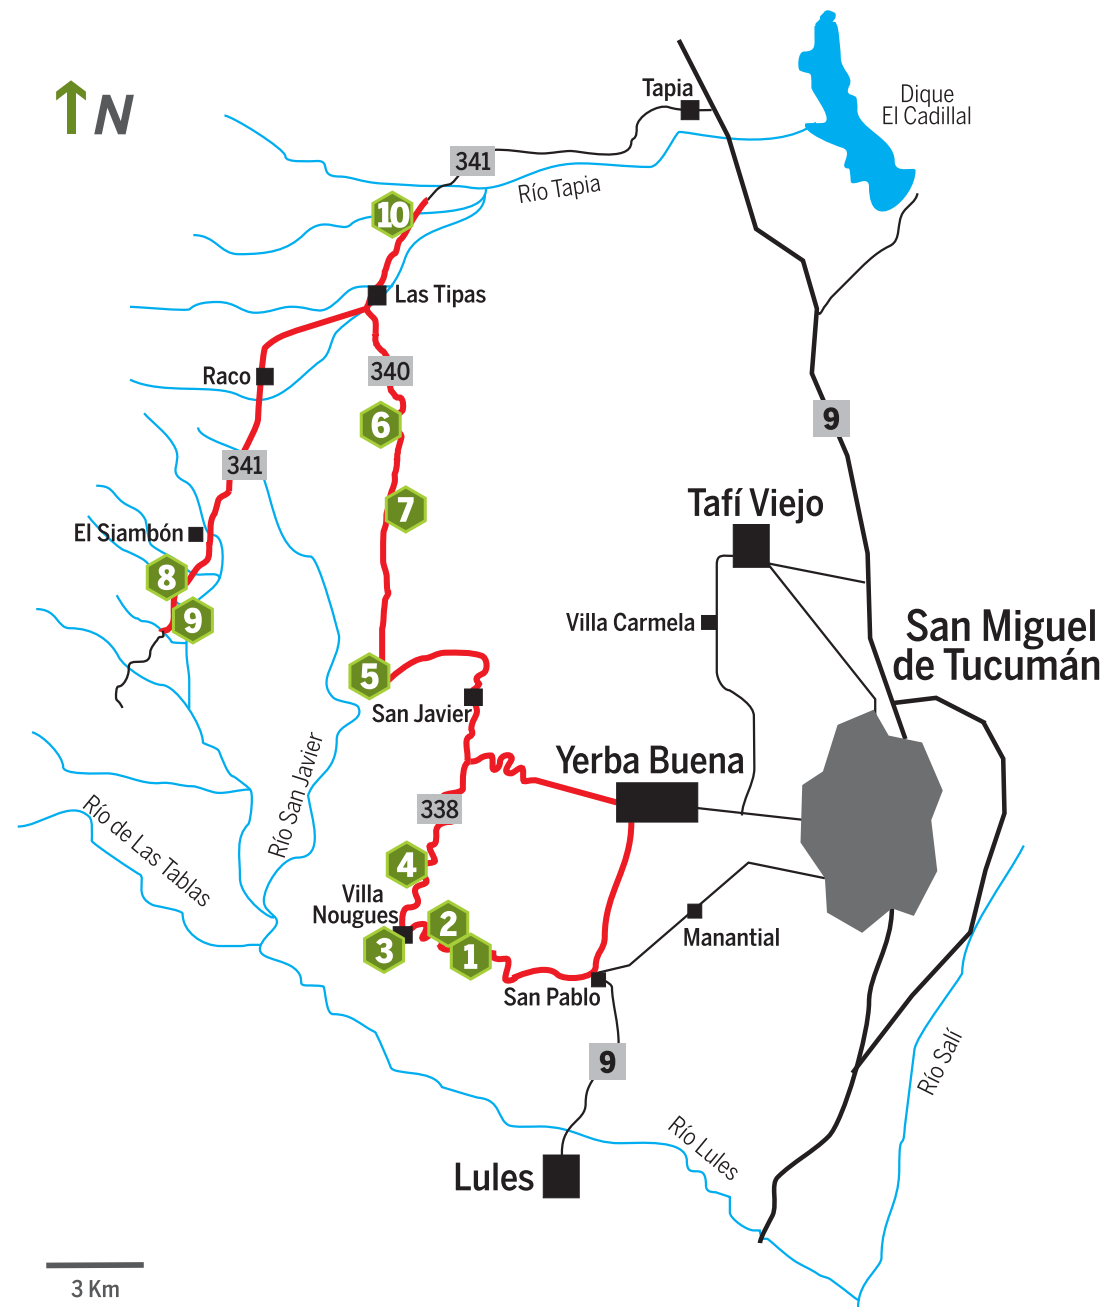 N
Tapia
Dique
El Cadillal
341
Río Tapia
10
Las Tipas
340
Raco
6
9
341
7
Tafí Viejo
El Siambón
8
9
Villa Carmela
San Miguel
de Tucumán
5
San Javier
Yerba Buena
Río San Javier
338
Río de Las Tablas
4
Villa
Nougues
2
3
1
Manantial
San Pablo
9
Río Salí
Río Lules
Lules
3 Km